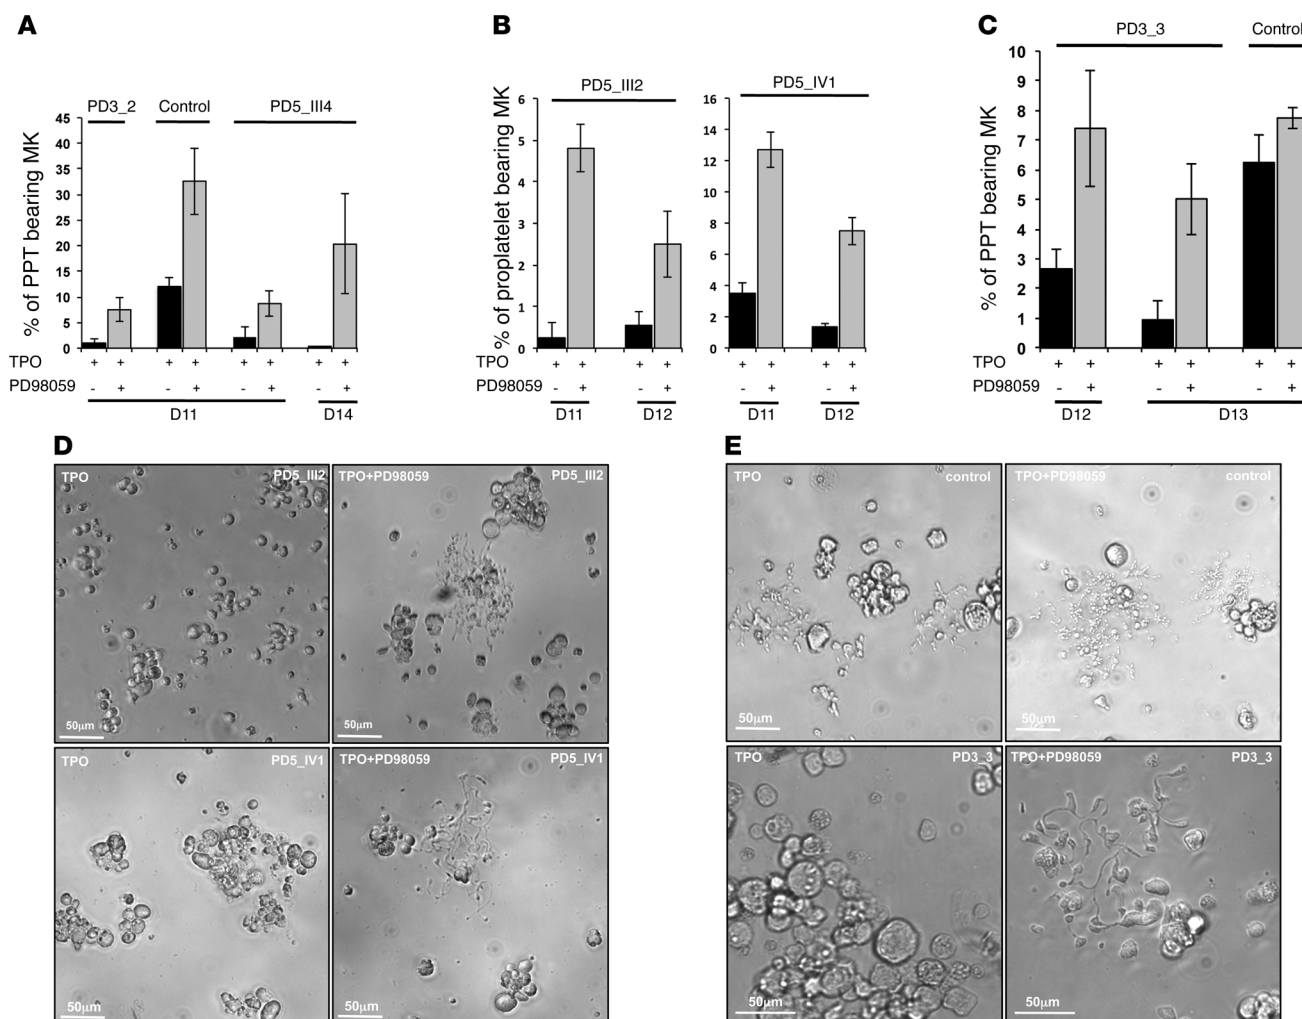 A
PD3_2 Control PD5_III4
% of PPT bearing MK
45
40
35
30
25
20
15
10
5
0
TPO + + + + + + + +
PD98059 - + - + - + - +
D11 D14
B
PD5_III2 PD5_IV1
% of proplatelet bearing MK
6
5
4
3
2
1
0
16
14
12
10
8
6
4
2
0
TPO + + + + + + + +
PD98059 - + - + - + - +
D11 D12 D11 D12
C
PD3_3 Control
% of PPT bearing MK
10
9
8
7
6
5
4
3
2
1
0
TPO + + + + + +
PD98059 - + - + - +
D12 D13
D
TPO PD5_III2
50µm
TPO+PD98059 PD5_III2
50µm
TPO PD5_IV1
50µm
TPO+PD98059 PD5_IV1
50µm
E
TPO control
50µm
TPO+PD98059 control
50µm
TPO PD3_3
50µm
TPO+PD98059 PD3_3
50µm